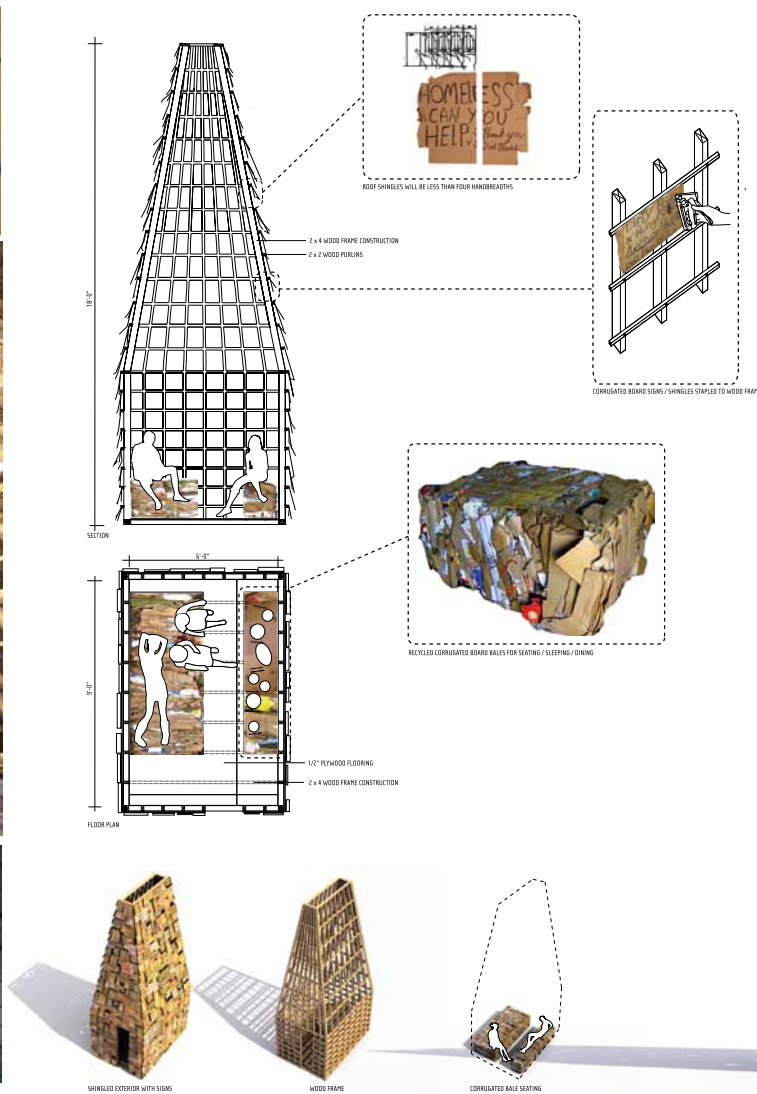 HOMELESS
CAN YOU
HELP? Thank you
ROOF SHINGLES WILL BE LESS THAN FOUR HANDBREADTHS
2 x 4 WOOD FRAME CONSTRUCTION
2 x 2 WOOD PURLINS
18'-0"
CORRUGATED BOARD SIGNS / SHINGLES STAPLED TO WOOD FRAM
SECTION
6'-0"
9'-0"
RECYCLED CORRUGATED BOARD BALES FOR SEATING / SLEEPING / DINING
1/2" PLYWOOD FLOORING
2 x 4 WOOD FRAME CONSTRUCTION
FLOOR PLAN
SHINGLED EXTERIOR WITH SIGNS
WOOD FRAME
CORRUGATED BALE SEATING